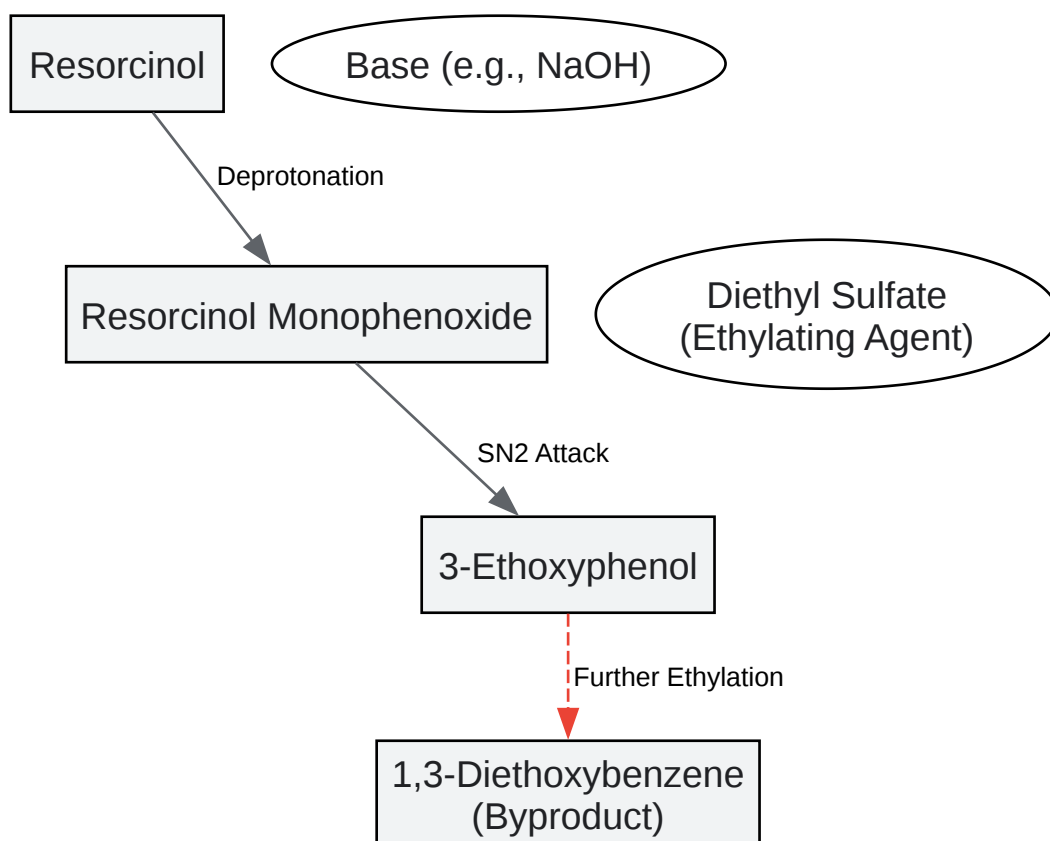 Resorcinol
Base (e.g., NaOH)
Deprotonation
Resorcinol Monophenoxide
Diethyl Sulfate
(Ethylating Agent)
SN2 Attack
3-Ethoxyphenol
Further Ethylation
1,3-Diethoxybenzene
(Byproduct)